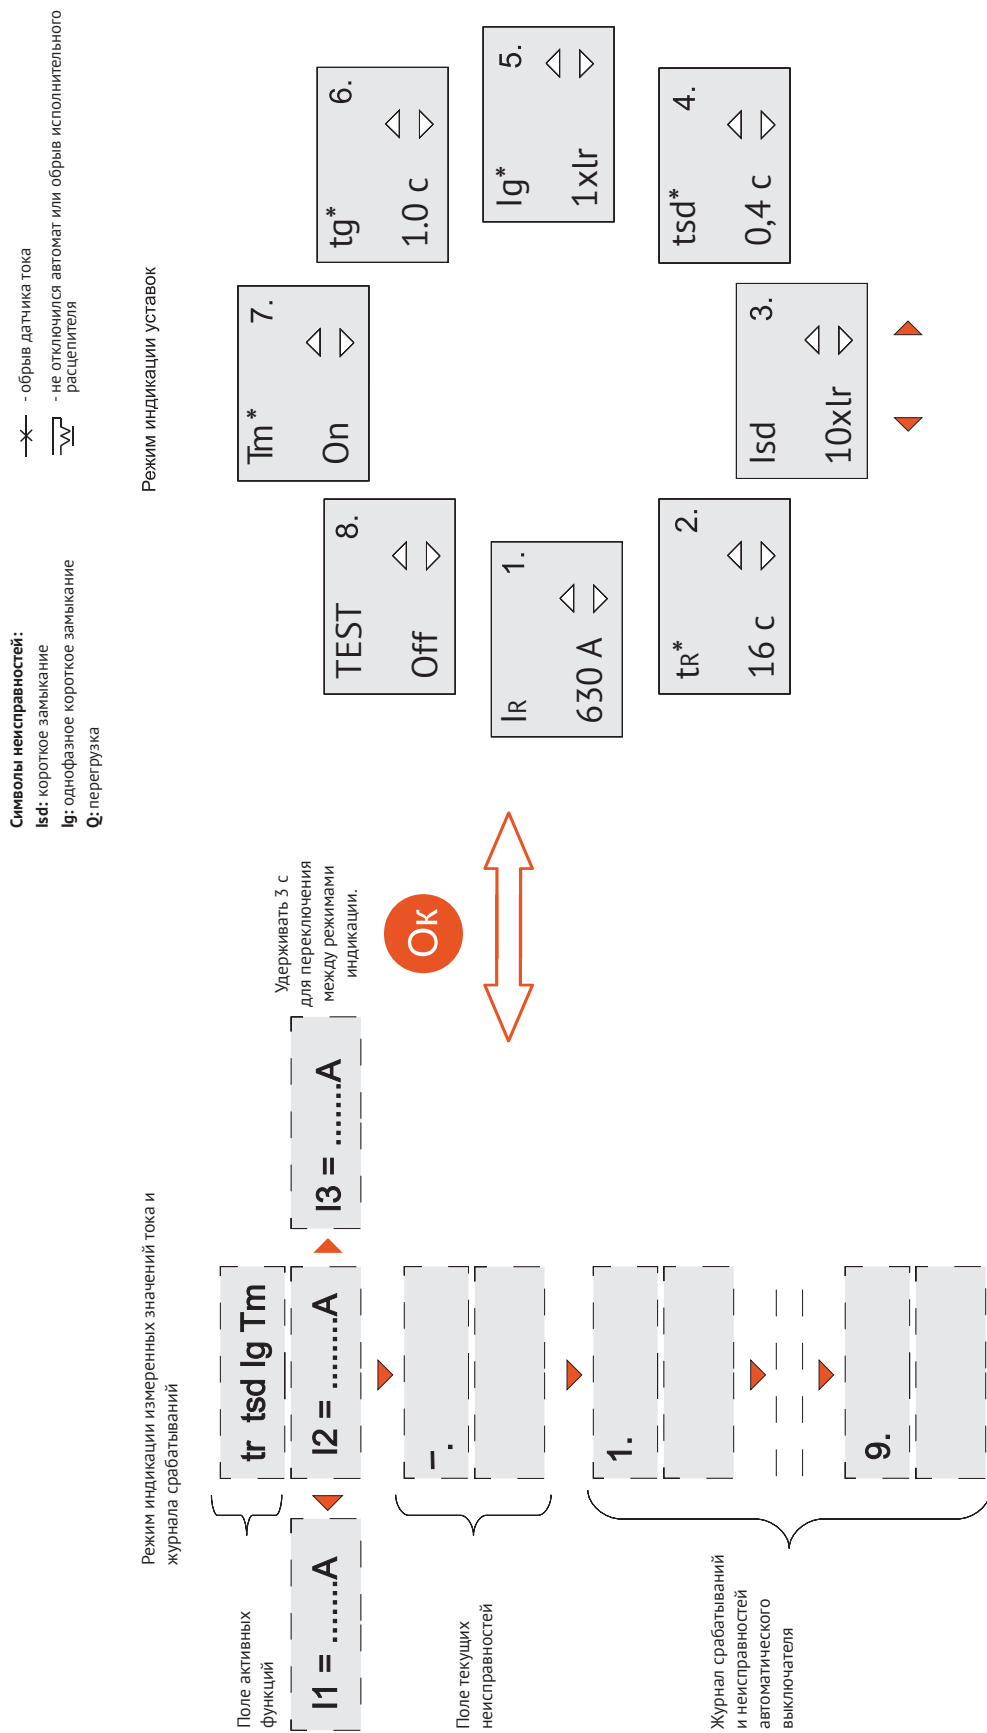 Символы неисправностей:
Isd: короткое замыкание
Ig: однофазное короткое замыкание
Q: перегрузка
- обрыв датчика тока
- не отключился автомат или обрыв исполнительного
расцепителя
Режим индикации измеренных значений тока и
журнала срабатываний
Поле активных
функций
tr tsd Ig Tm
I1 = .......A
I2 = .........A
I3 = .......A
Поле текущих
неисправностей
–.
Журнал срабатываний
и неисправностей
автоматического
выключателя
1.
9.
Удерживать 3 с
для переключения
между режимами
индикации.
Ок
Режим индикации уставок
IR 1.
630 А
tR* 2.
16 с
Isd 3.
10xIr
tsd* 4.
0,4 с
Ig* 5.
1xIr
tg* 6.
1.0 с
Tm* 7.
On
TEST 8.
Off